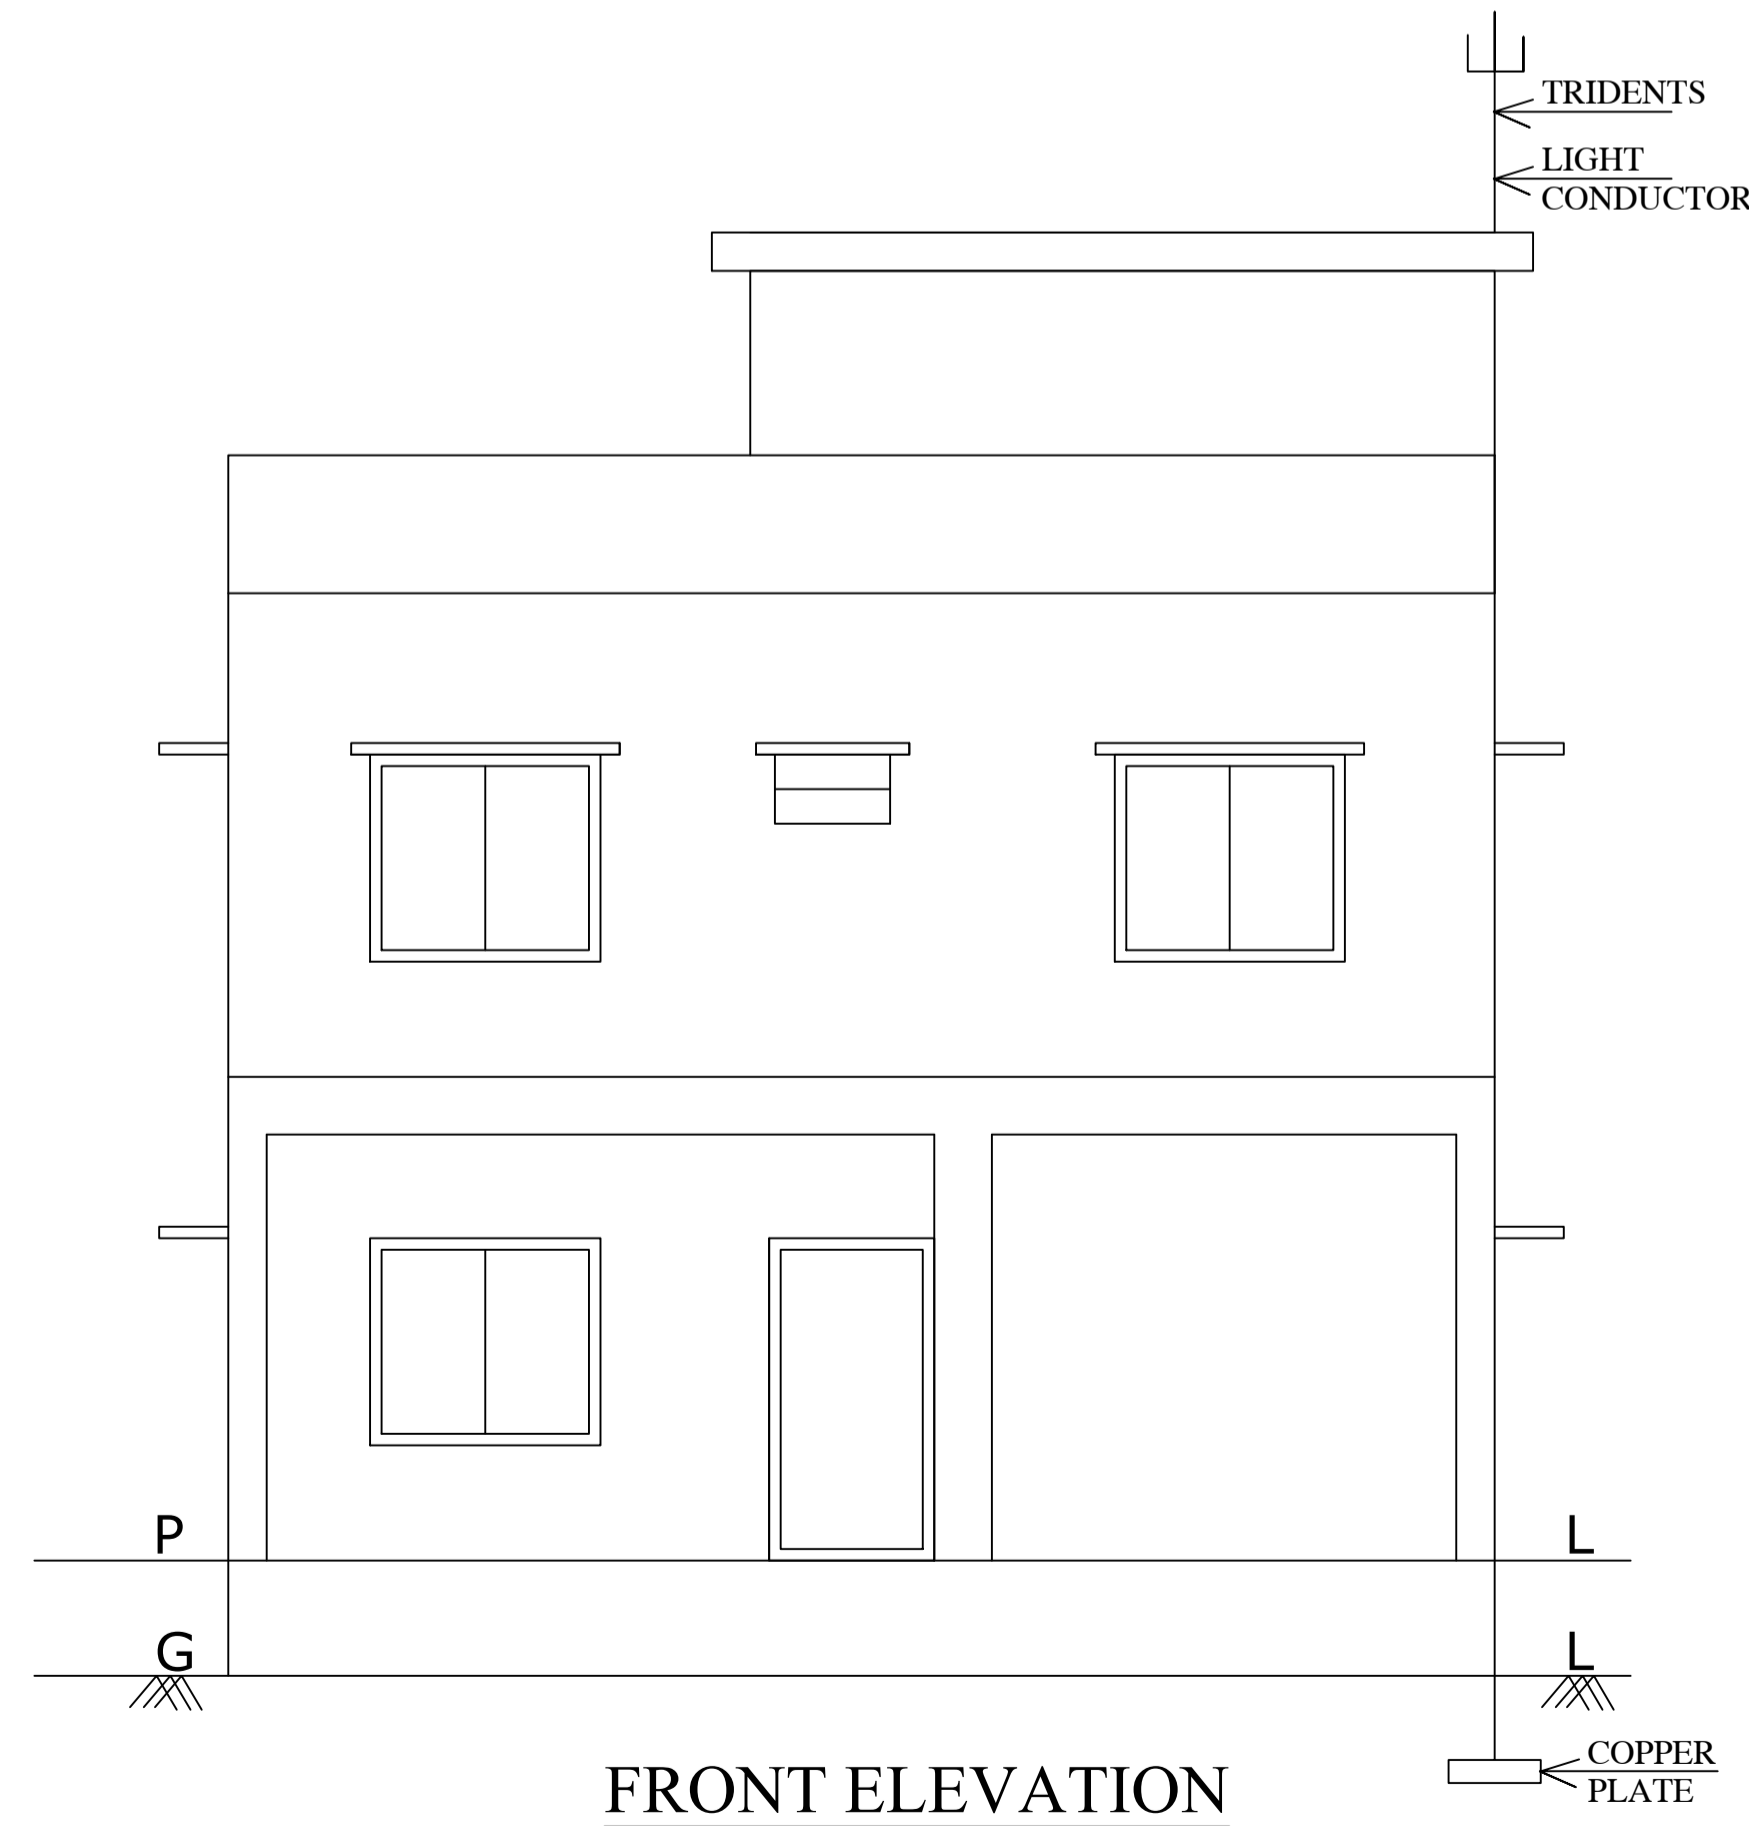 TRIDENTS
LIGHT
CONDUCTOR
P L
G L
COPPER
PLATE
FRONT ELEVATION